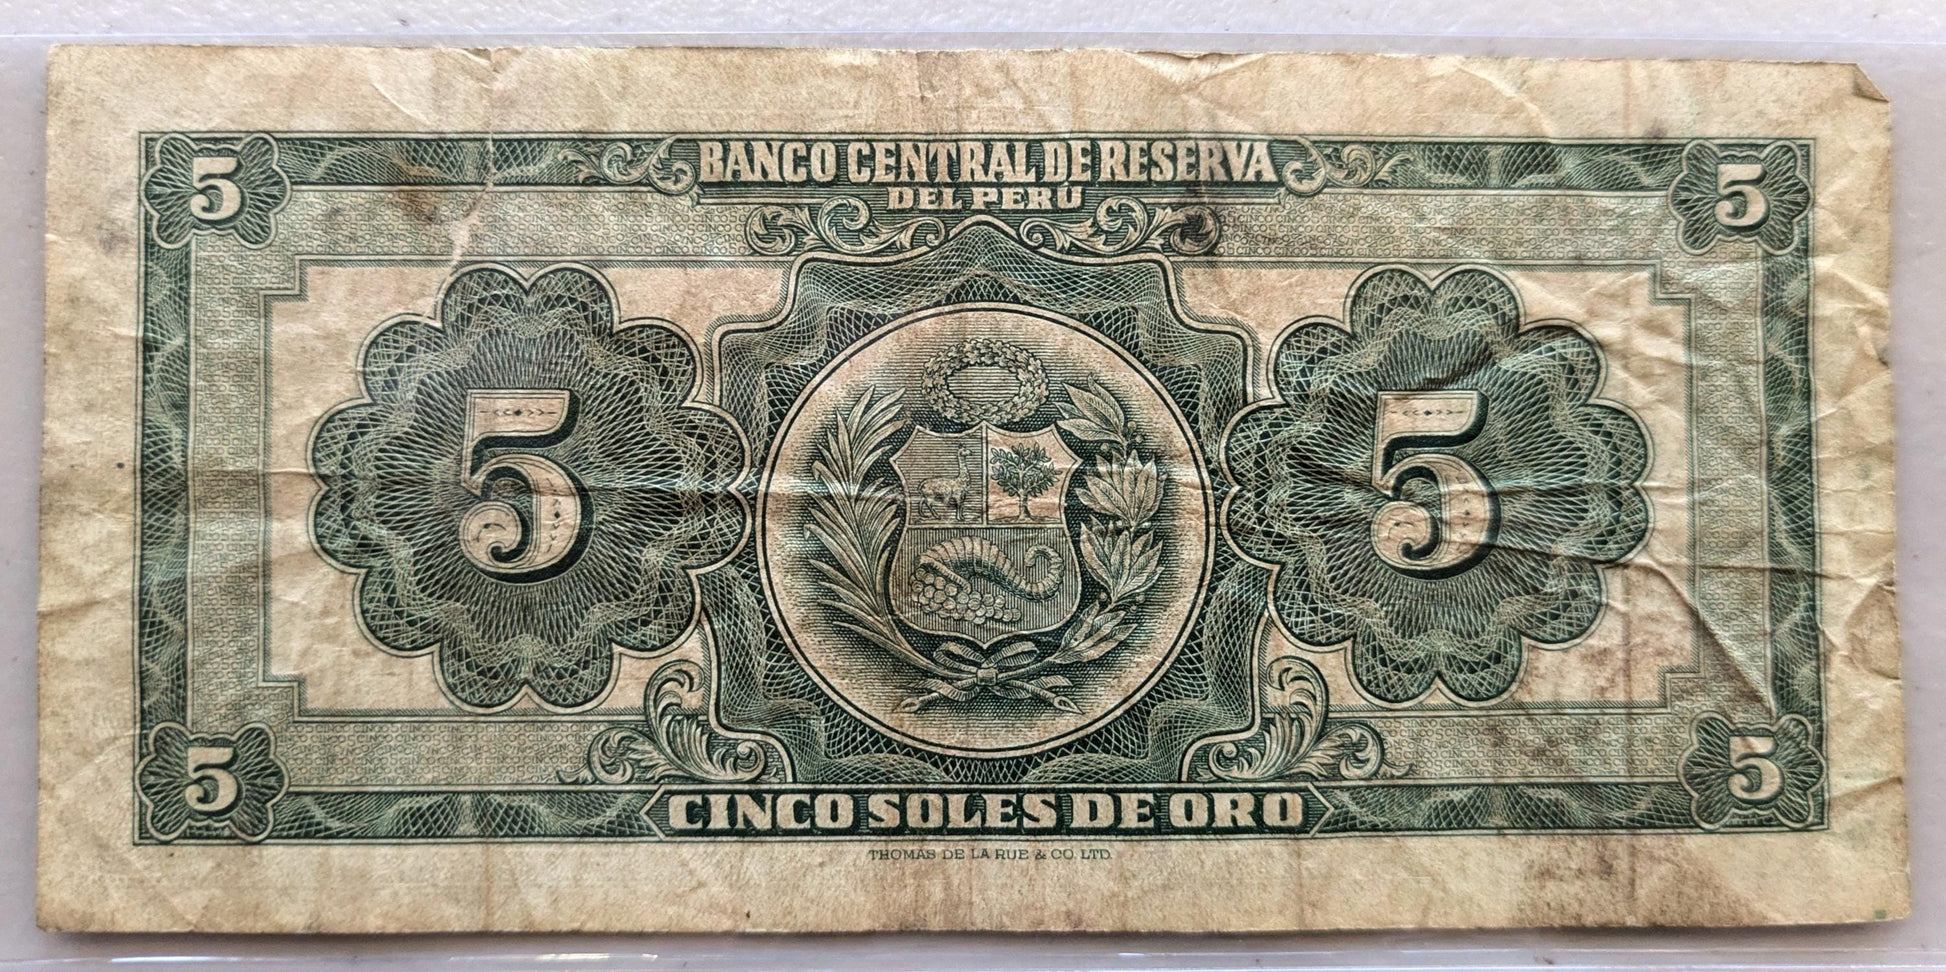 5 BANCO CENTRAL DE RESERVA 5
DEL PERÚ
5 5
5 CINCO SOLES DE ORO 5
THOMAS DE LA RUE & CO. LTD.